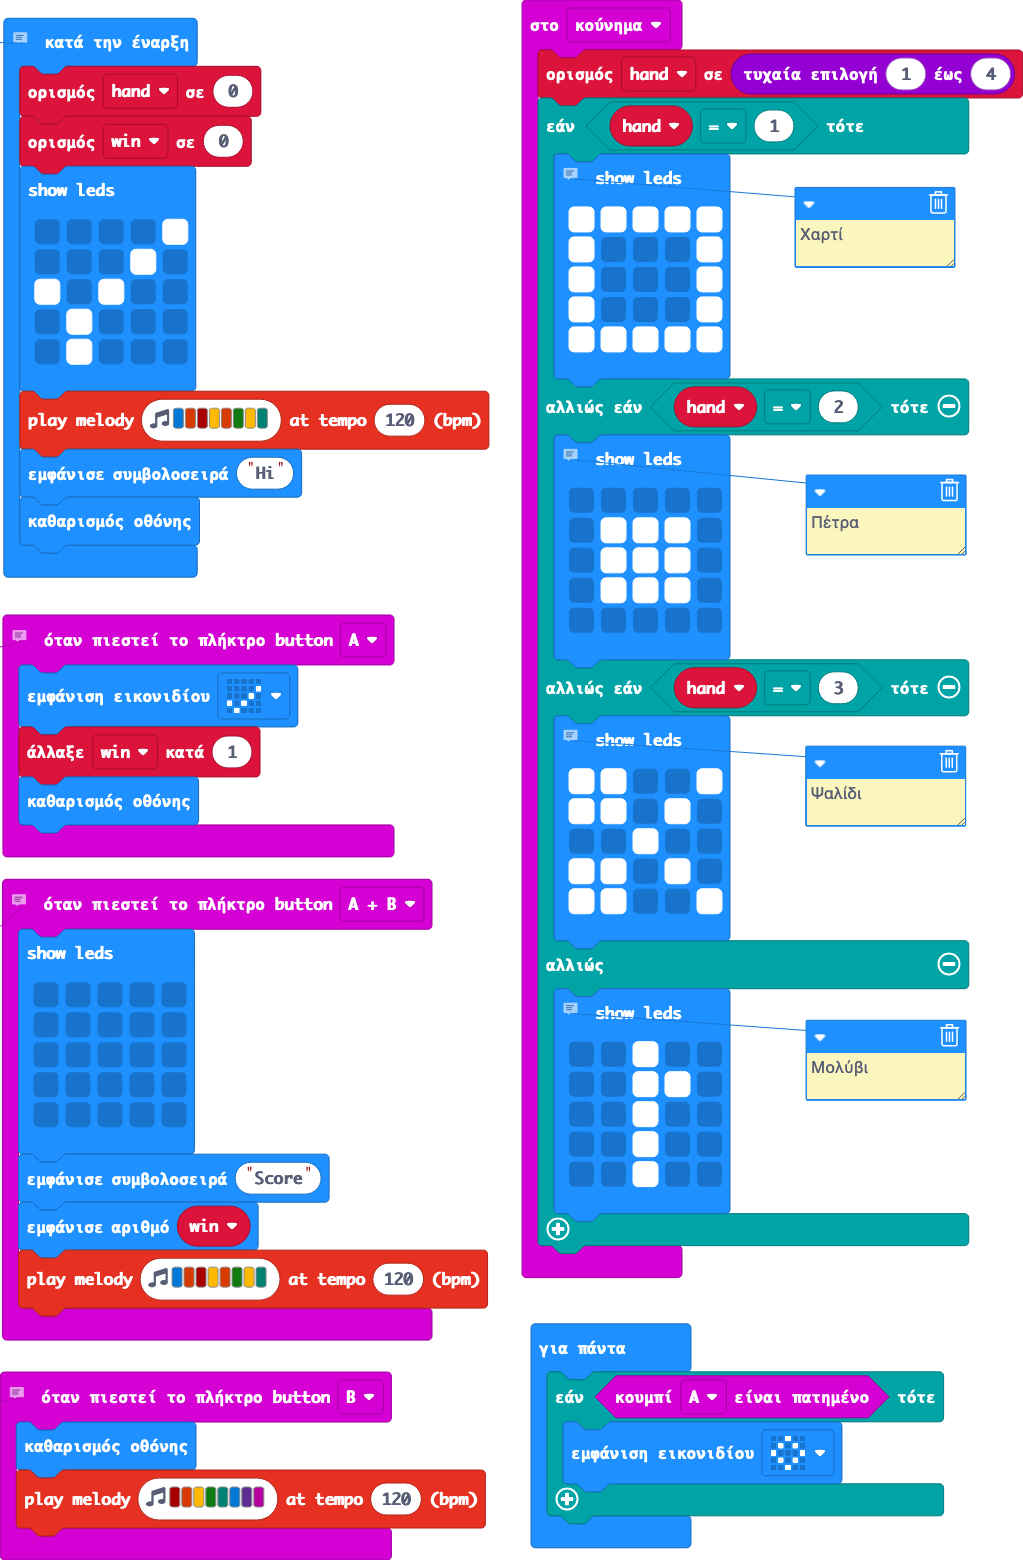 κατά την έναρξη
ορισμός hand σε 0
ορισμός win σε 0
show leds
play melody at tempo 120 (bpm)
εμφάνισε συμβολοσειρά "Hi"
καθαρισμός οθόνης
όταν πιεστεί το πλήκτρο button A
εμφάνιση εικονιδίου
άλλαξε win κατά 1
καθαρισμός οθόνης
όταν πιεστεί το πλήκτρο button A + B
show leds
εμφάνισε συμβολοσειρά "Score"
εμφάνισε αριθμό win
play melody at tempo 120 (bpm)
όταν πιεστεί το πλήκτρο button B
καθαρισμός οθόνης
play melody at tempo 120 (bpm)
στο κούνημα
ορισμός hand σε τυχαία επιλογή 1 έως 4
εάν hand = 1 τότε
show leds
Χαρτί
αλλιώς εάν hand = 2 τότε
show leds
Πέτρα
αλλιώς εάν hand = 3 τότε
show leds
Ψαλίδι
αλλιώς
show leds
Μολύβι
για πάντα
εάν κουμπί A είναι πατημένο τότε
εμφάνιση εικονιδίου